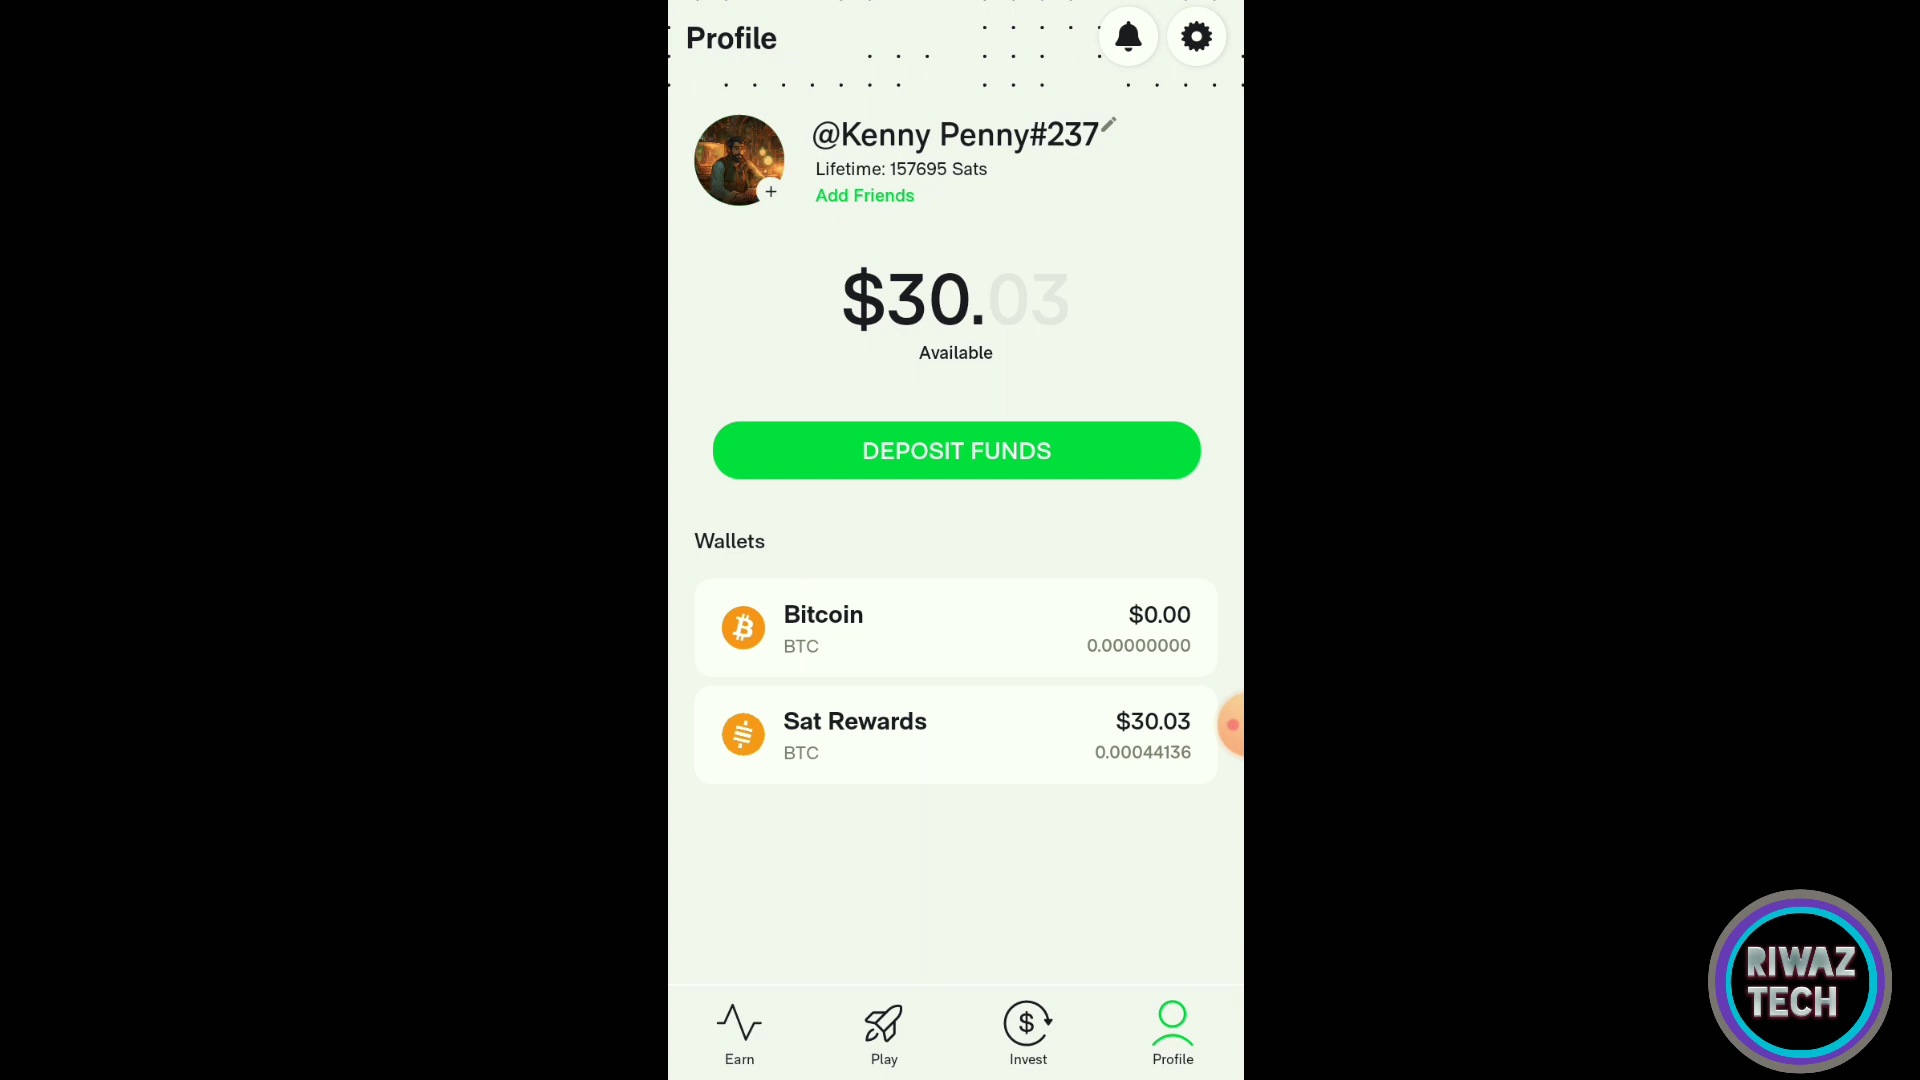 Profile
@Kenny Penny#237
Lifetime: 157695 Sats
Add Friends
$30.03
Available
DEPOSIT FUNDS
Wallets
Bitcoin $0.00
BTC 0.00000000
Sat Rewards $30.03
BTC 0.00044136
Earn Play Invest Profile
RIWAZ
TECH